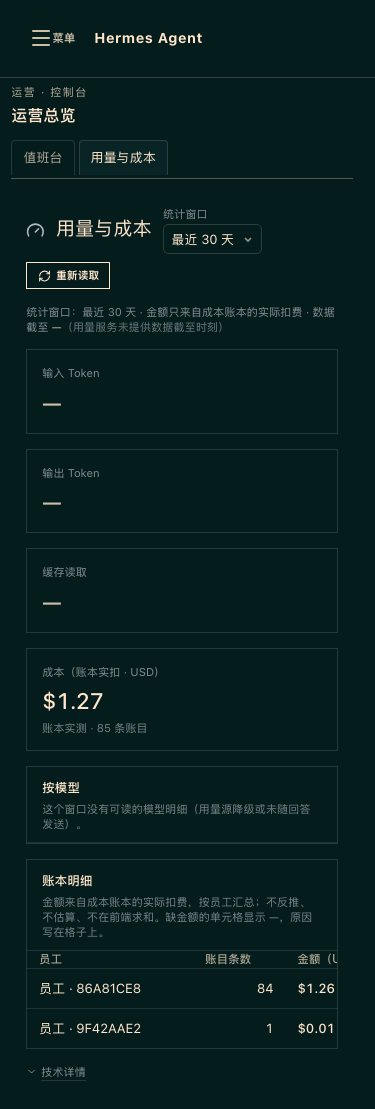 菜单 Hermes Agent
运营 · 控制台
运营总览
值班台 用量与成本
用量与成本
统计窗口
最近 30 天
重新读取
统计窗口：最近 30 天 · 金额只来自成本账本的实际扣费 · 数据
截至 —（用量服务未提供数据截至时刻）
输入 Token
—
输出 Token
—
缓存读取
—
成本（账本实扣 · USD）
$1.27
账本实测 · 85 条账目
按模型
这个窗口没有可读的模型明细（用量源降级或未随回答
发送）。
账本明细
金额来自成本账本的实际扣费，按员工汇总；不反推、
不估算、不在前端求和。缺金额的单元格显示 —，原因
写在格子上。
员工 账目条数 金额（U
员工 · 86A81CE8 84 $1.26
员工 · 9F42AAE2 1 $0.01
技术详情